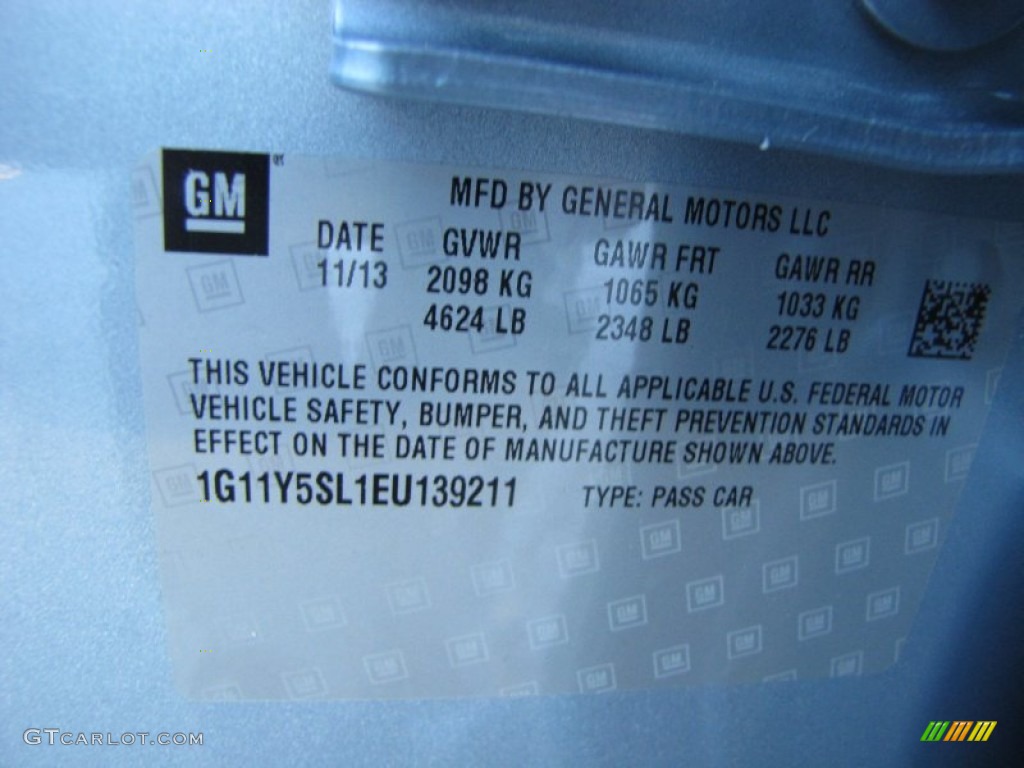 GM
MFD BY GENERAL MOTORS LLC
DATE GVWR GAWR FRT GAWR RR
11/13 2098 KG 1065 KG 1033 KG
4624 LB 2348 LB 2276 LB
THIS VEHICLE CONFORMS TO ALL APPLICABLE U.S. FEDERAL MOTOR
VEHICLE SAFETY, BUMPER, AND THEFT PREVENTION STANDARDS IN
EFFECT ON THE DATE OF MANUFACTURE SHOWN ABOVE.
1G11Y5SL1EU139211 TYPE: PASS CAR
GTCARLOT.COM